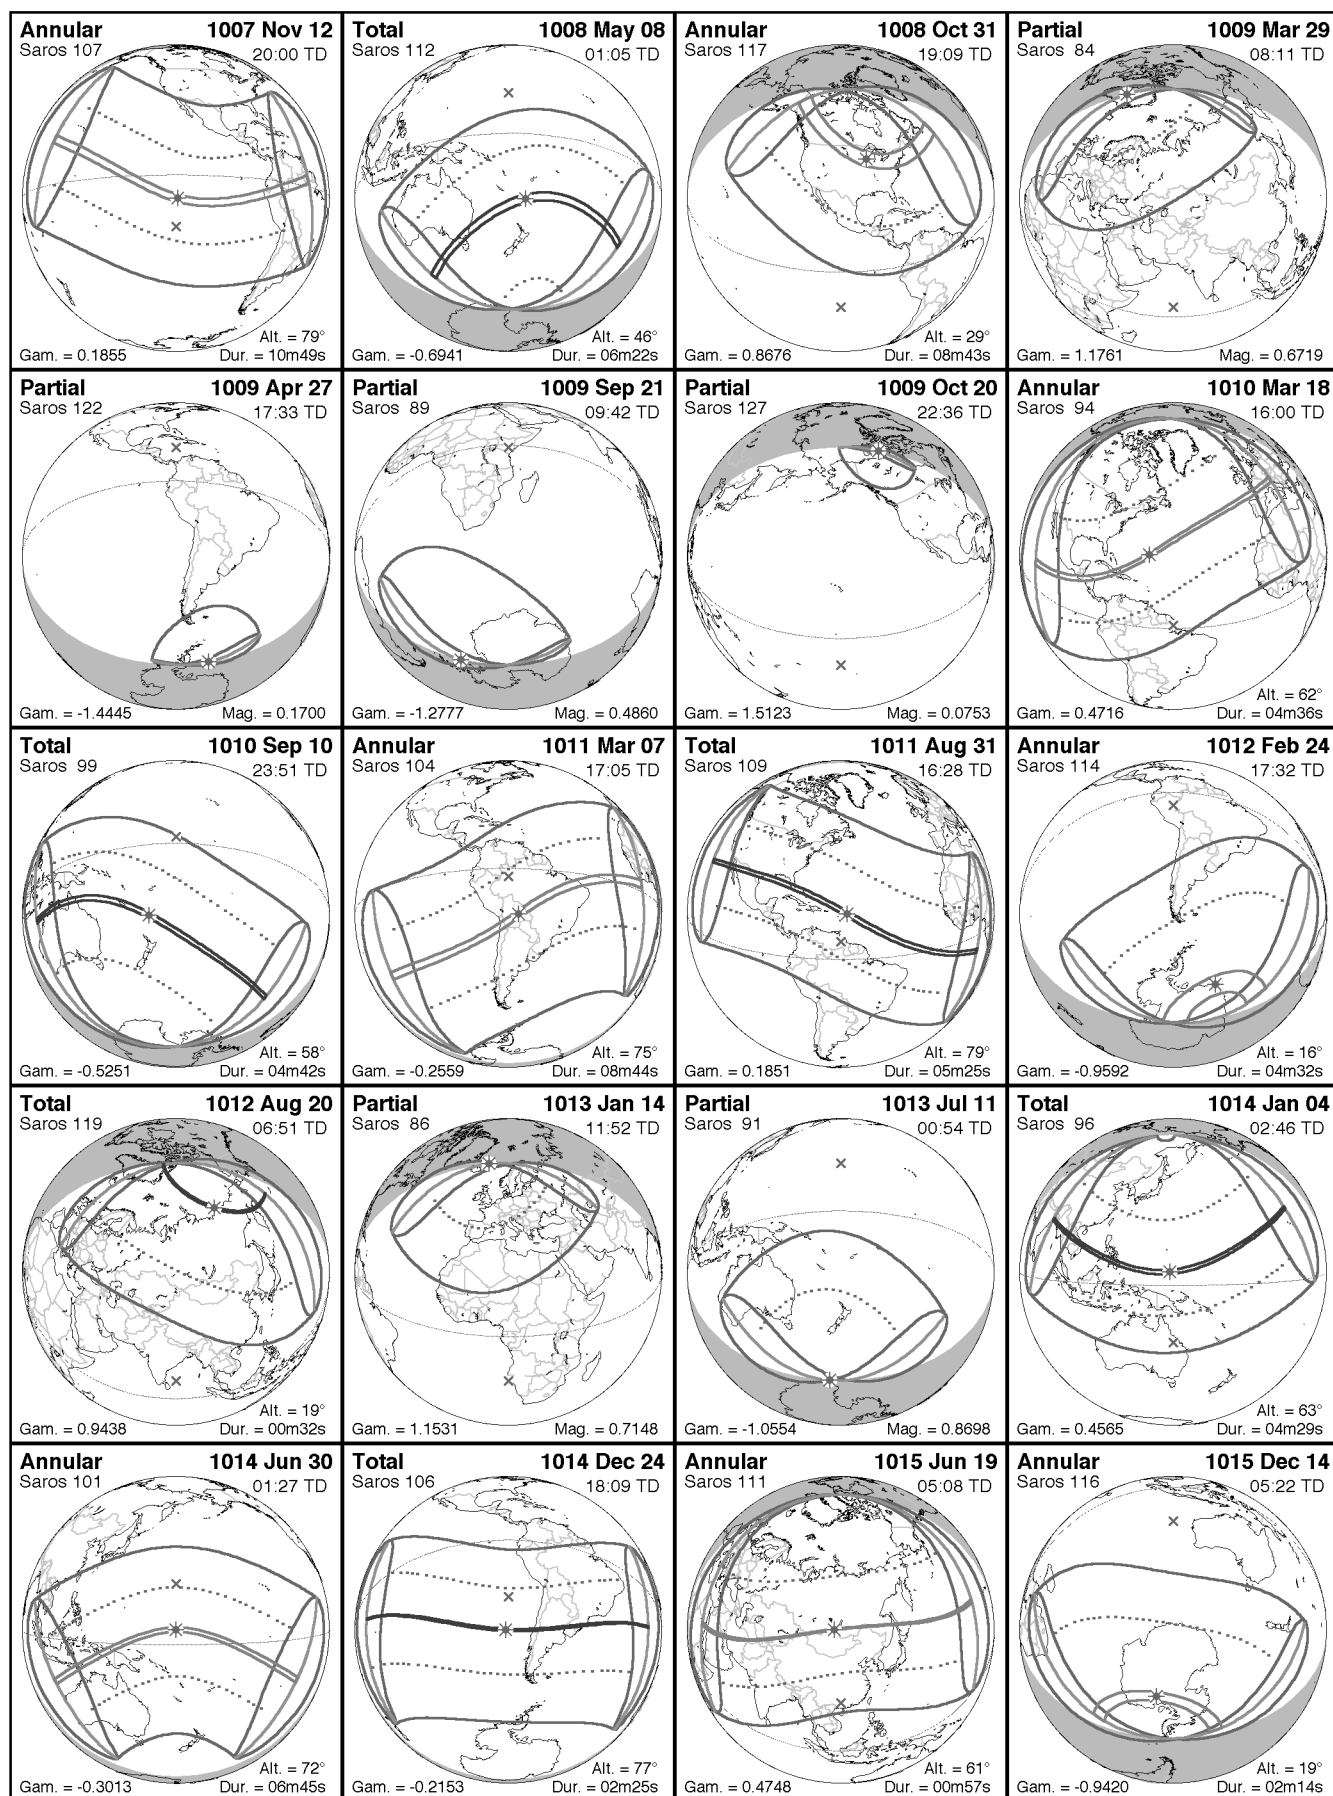 Annular 1007 Nov 12
Saros 107 20:00 TD
Alt. = 79°
Gam. = 0.1855 Dur. = 10m49s
Total 1008 May 08
Saros 112 01:05 TD
Alt. = 46°
Gam. = -0.6941 Dur. = 06m22s
Annular 1008 Oct 31
Saros 117 19:09 TD
Alt. = 29°
Gam. = 0.8676 Dur. = 08m43s
Partial 1009 Mar 29
Saros 84 08:11 TD
Gam. = 1.1761 Mag. = 0.6719
Partial 1009 Apr 27
Saros 122 17:33 TD
Gam. = -1.4445 Mag. = 0.1700
Partial 1009 Sep 21
Saros 89 09:42 TD
Gam. = -1.2777 Mag. = 0.4860
Partial 1009 Oct 20
Saros 127 22:36 TD
Gam. = 1.5123 Mag. = 0.0753
Annular 1010 Mar 18
Saros 94 16:00 TD
Alt. = 62°
Gam. = 0.4716 Dur. = 04m36s
Total 1010 Sep 10
Saros 99 23:51 TD
Alt. = 58°
Gam. = -0.5251 Dur. = 04m42s
Annular 1011 Mar 07
Saros 104 17:05 TD
Alt. = 75°
Gam. = -0.2559 Dur. = 08m44s
Total 1011 Aug 31
Saros 109 16:28 TD
Alt. = 79°
Gam. = 0.1851 Dur. = 05m25s
Annular 1012 Feb 24
Saros 114 17:32 TD
Alt. = 16°
Gam. = -0.9592 Dur. = 04m32s
Total 1012 Aug 20
Saros 119 06:51 TD
Alt. = 19°
Gam. = 0.9438 Dur. = 00m32s
Partial 1013 Jan 14
Saros 86 11:52 TD
Gam. = 1.1531 Mag. = 0.7148
Partial 1013 Jul 11
Saros 91 00:54 TD
Gam. = -1.0554 Mag. = 0.8698
Total 1014 Jan 04
Saros 96 02:46 TD
Alt. = 63°
Gam. = 0.4565 Dur. = 04m29s
Annular 1014 Jun 30
Saros 101 01:27 TD
Alt. = 72°
Gam. = -0.3013 Dur. = 06m45s
Total 1014 Dec 24
Saros 106 18:09 TD
Alt. = 77°
Gam. = -0.2153 Dur. = 02m25s
Annular 1015 Jun 19
Saros 111 05:08 TD
Alt. = 61°
Gam. = 0.4748 Dur. = 00m57s
Annular 1015 Dec 14
Saros 116 05:22 TD
Alt. = 19°
Gam. = -0.9420 Dur. = 02m14s